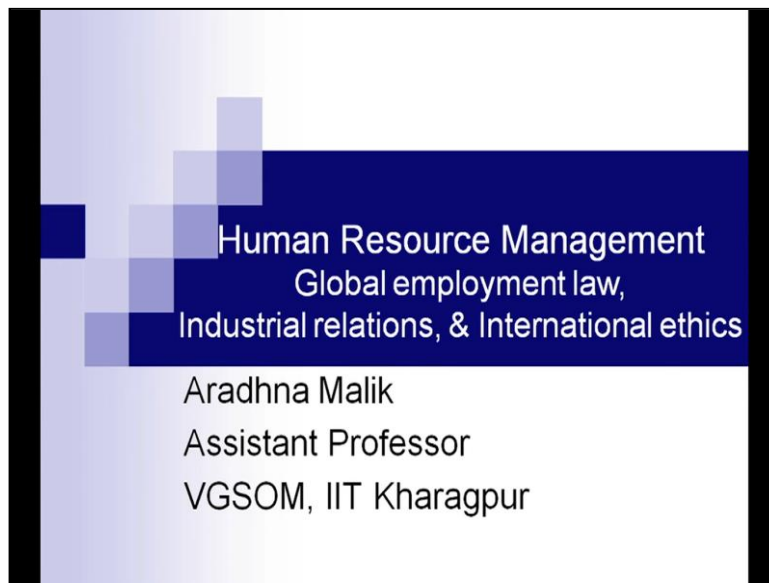 Human Resource Management
Global employment law,
Industrial relations, & International ethics
Aradhna Malik
Assistant Professor
VGSOM, IIT Kharagpur